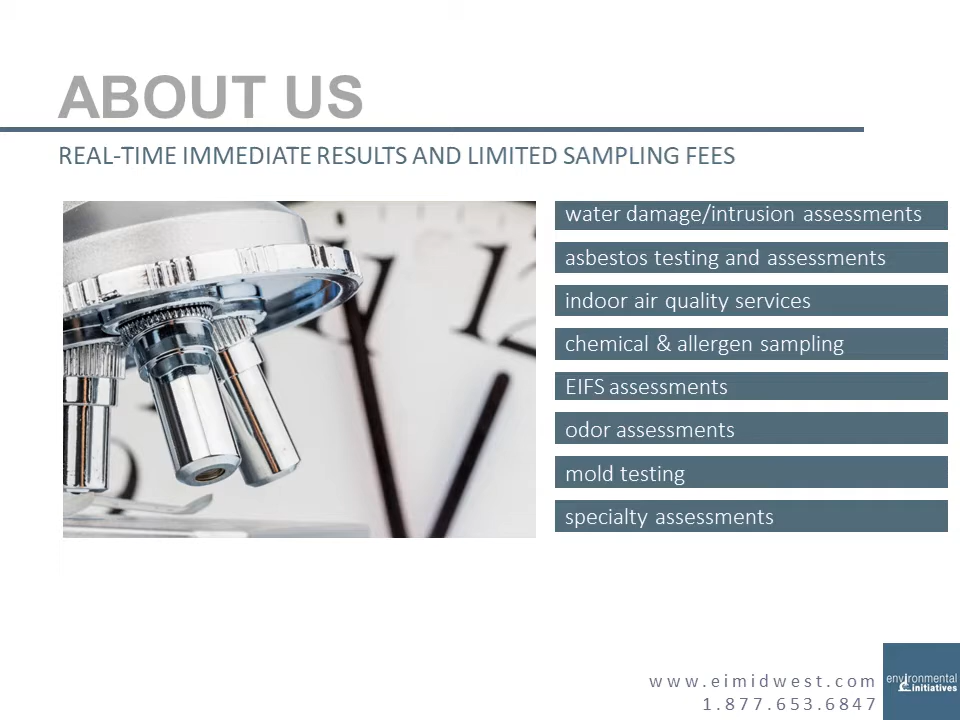 ABOUT US
REAL-TIME IMMEDIATE RESULTS AND LIMITED SAMPLING FEES
water damage/intrusion assessments
asbestos testing and assessments
indoor air quality services
chemical & allergen sampling
EIFS assessments
odor assessments
mold testing
specialty assessments
www.eimidwest.com
1.877.653.6847
environmental
initiatives